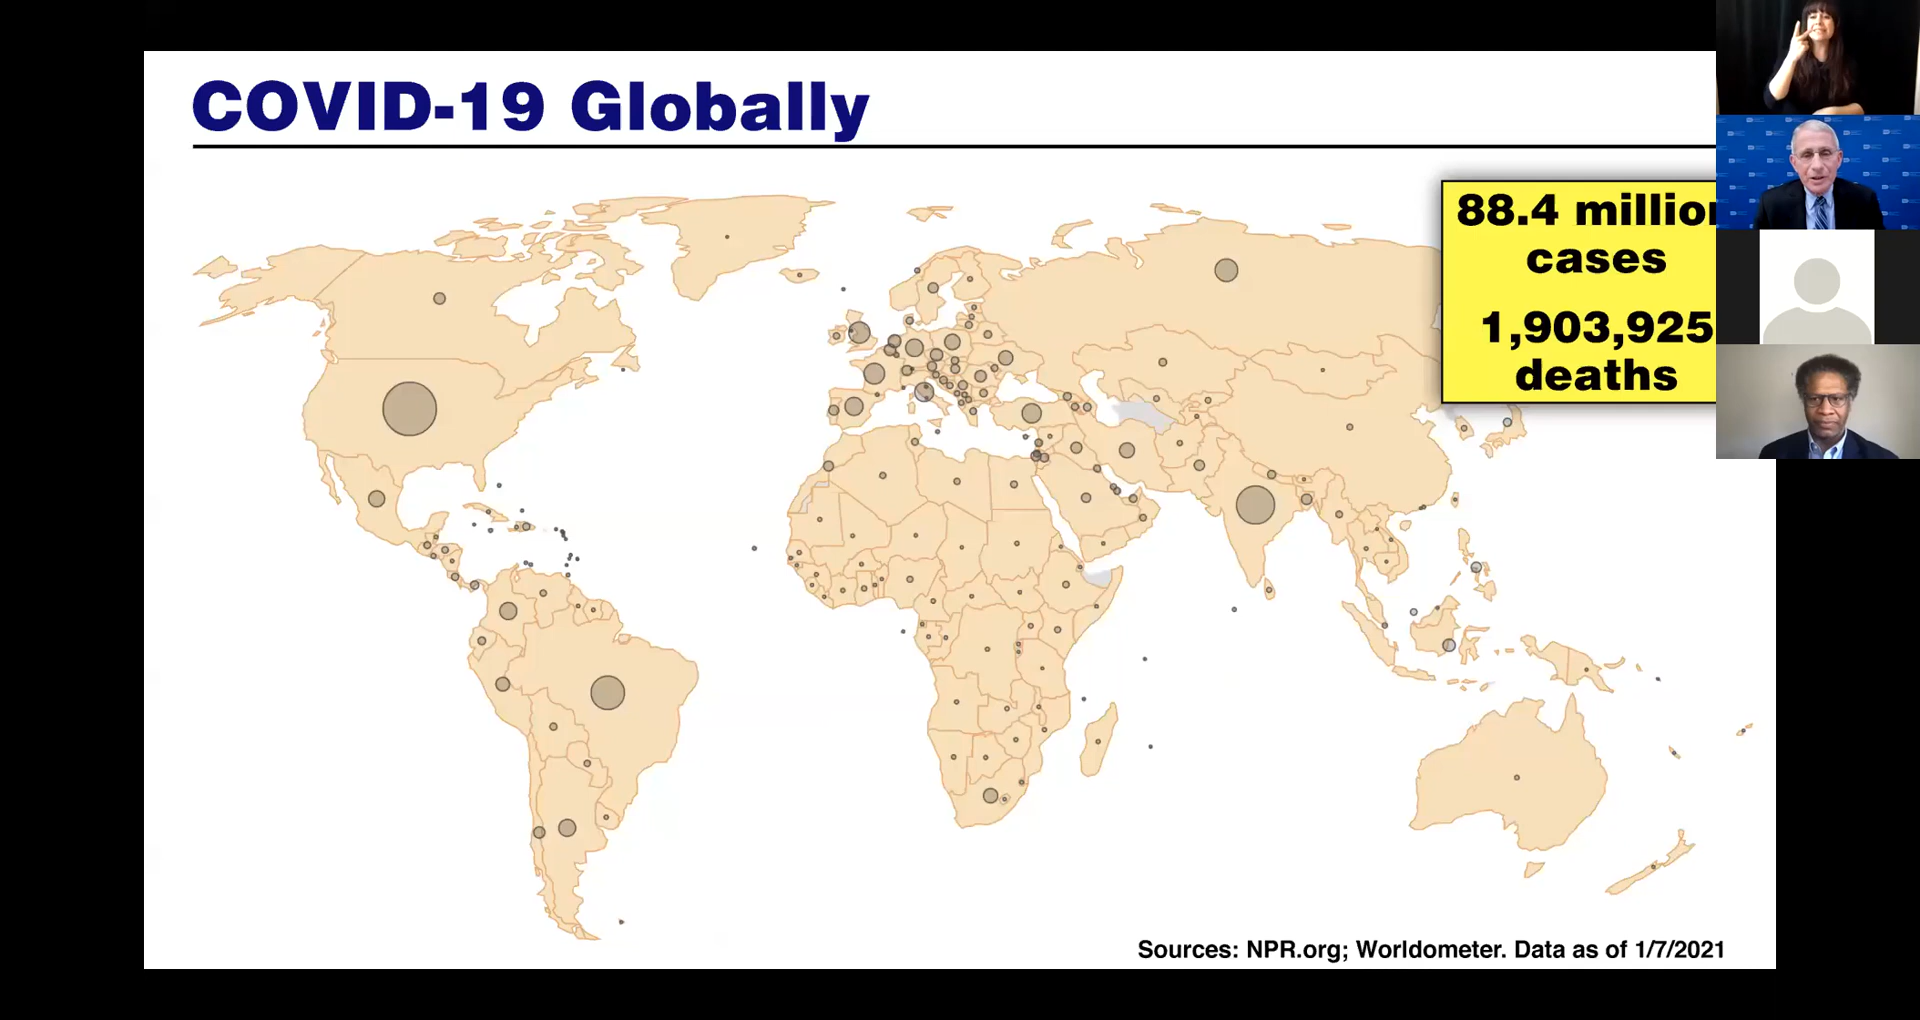 COVID-19 Globally
88.4 million
cases
1,903,925
deaths
Sources: NPR.org; Worldometer. Data as of 1/7/2021